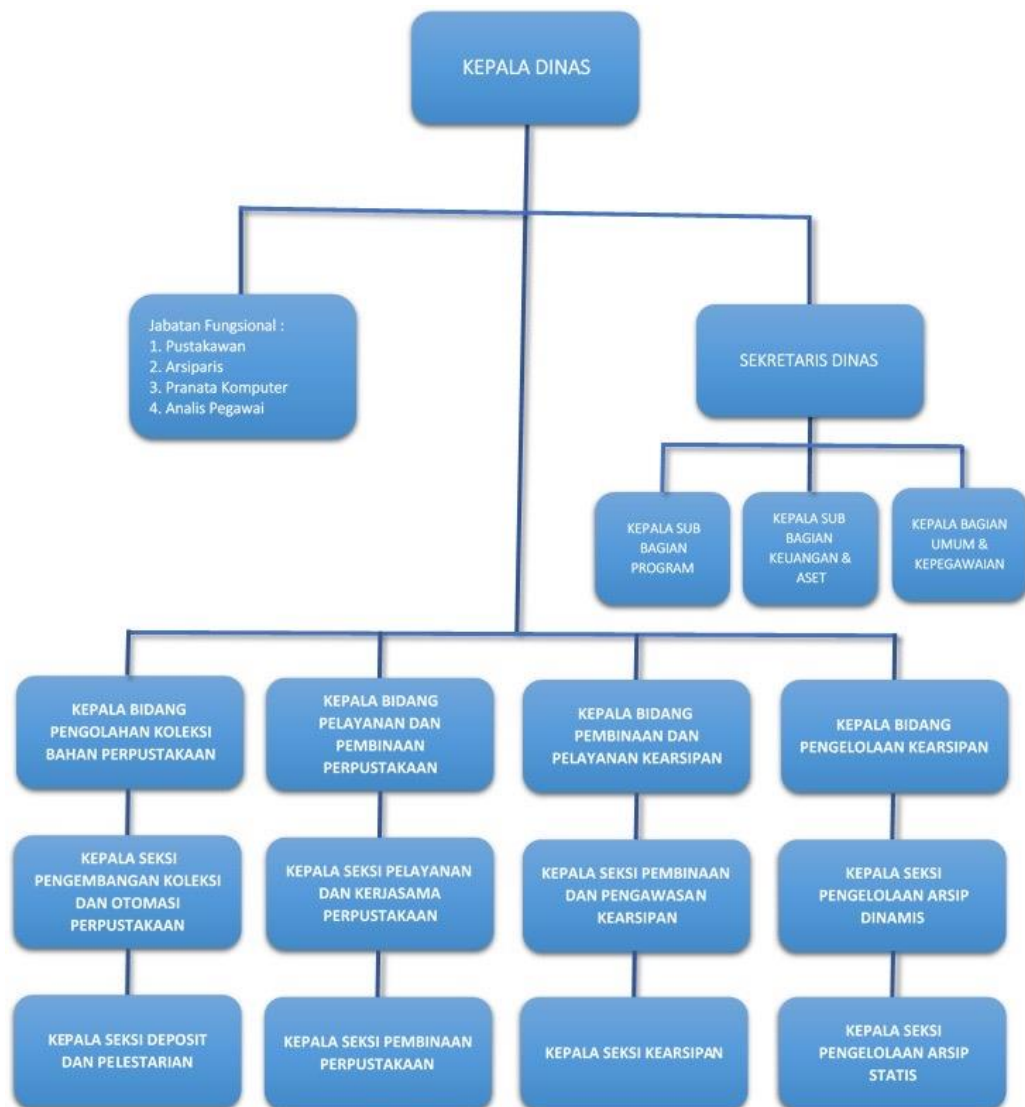 KEPALA DINAS
Jabatan Fungsional :
1. Pustakawan
2. Arsiparis
3. Pranata Komputer
4. Analis Pegawai
SEKRETARIS DINAS
KEPALA SUB
BAGIAN
PROGRAM
KEPALA SUB
BAGIAN
KEUANGAN &
ASET
KEPALA BAGIAN
UMUM &
KEPEGAWAIAN
KEPALA BIDANG
PENGOLAHAN KOLEKSI
BAHAN PERPUSTAKAAN
KEPALA BIDANG
PELAYANAN DAN
PEMBINAAN
PERPUSTAKAAN
KEPALA BIDANG
PEMBINAAN DAN
PELAYANAN KEARSIPAN
KEPALA BIDANG
PENGELOLAAN KEARSIPAN
KEPALA SEKSI
PENGEMBANGAN KOLEKSI
DAN OTOMASI
PERPUSTAKAAN
KEPALA SEKSI PELAYANAN
DAN KERJASAMA
PERPUSTAKAAN
KEPALA SEKSI PEMBINAAN
DAN PENGAWASAN
KEARSIPAN
KEPALA SEKSI
PENGELOLAAN ARSIP
DINAMIS
KEPALA SEKSI DEPOSIT
DAN PELESTARIAN
KEPALA SEKSI PEMBINAAN
PERPUSTAKAAN
KEPALA SEKSI KEARSIPAN
KEPALA SEKSI
PENGELOLAAN ARSIP
STATIS